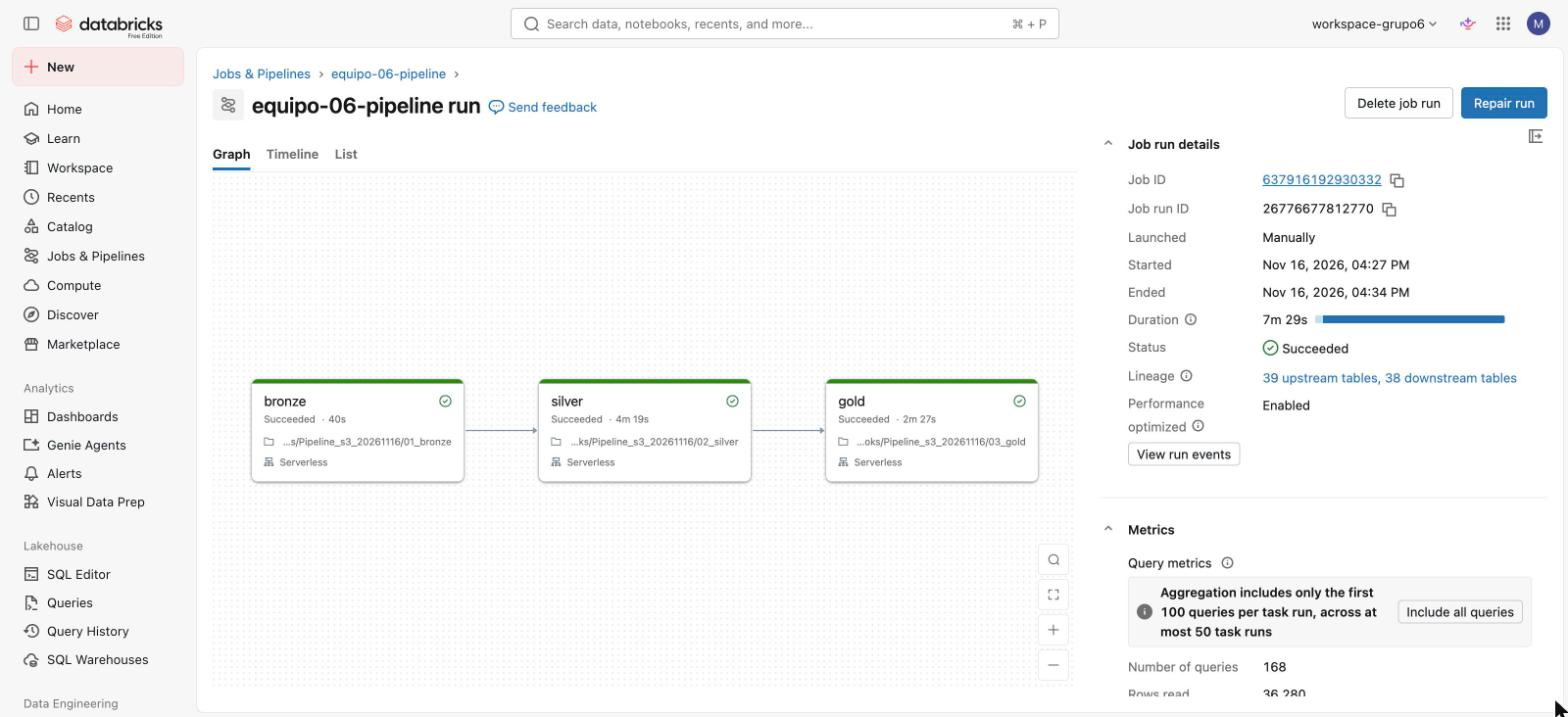 databricks
Free Edition
Search data, notebooks, recents, and more...
⌘ + P
workspace-grupo6
M
New
Home
Learn
Workspace
Recents
Catalog
Jobs & Pipelines
Compute
Discover
Marketplace
Analytics
Dashboards
Genie Agents
Alerts
Visual Data Prep
Lakehouse
SQL Editor
Queries
Query History
SQL Warehouses
Data Engineering
Jobs & Pipelines › equipo-06-pipeline ›
equipo-06-pipeline run
Send feedback
Delete job run
Repair run
Graph
Timeline
List
bronze
Succeeded · 40s
...s/Pipeline_s3_20261116/01_bronze
Serverless
silver
Succeeded · 4m 19s
...ks/Pipeline_s3_20261116/02_silver
Serverless
gold
Succeeded · 2m 27s
...oks/Pipeline_s3_20261116/03_gold
Serverless
Job run details
Job ID 637916192930332
Job run ID 26776677812770
Launched Manually
Started Nov 16, 2026, 04:27 PM
Ended Nov 16, 2026, 04:34 PM
Duration 7m 29s
Status Succeeded
Lineage 39 upstream tables, 38 downstream tables
Performance
optimized
Enabled
View run events
Metrics
Query metrics
Aggregation includes only the first
100 queries per task run, across at
most 50 task runs
Include all queries
Number of queries 168
Rows read 36,280